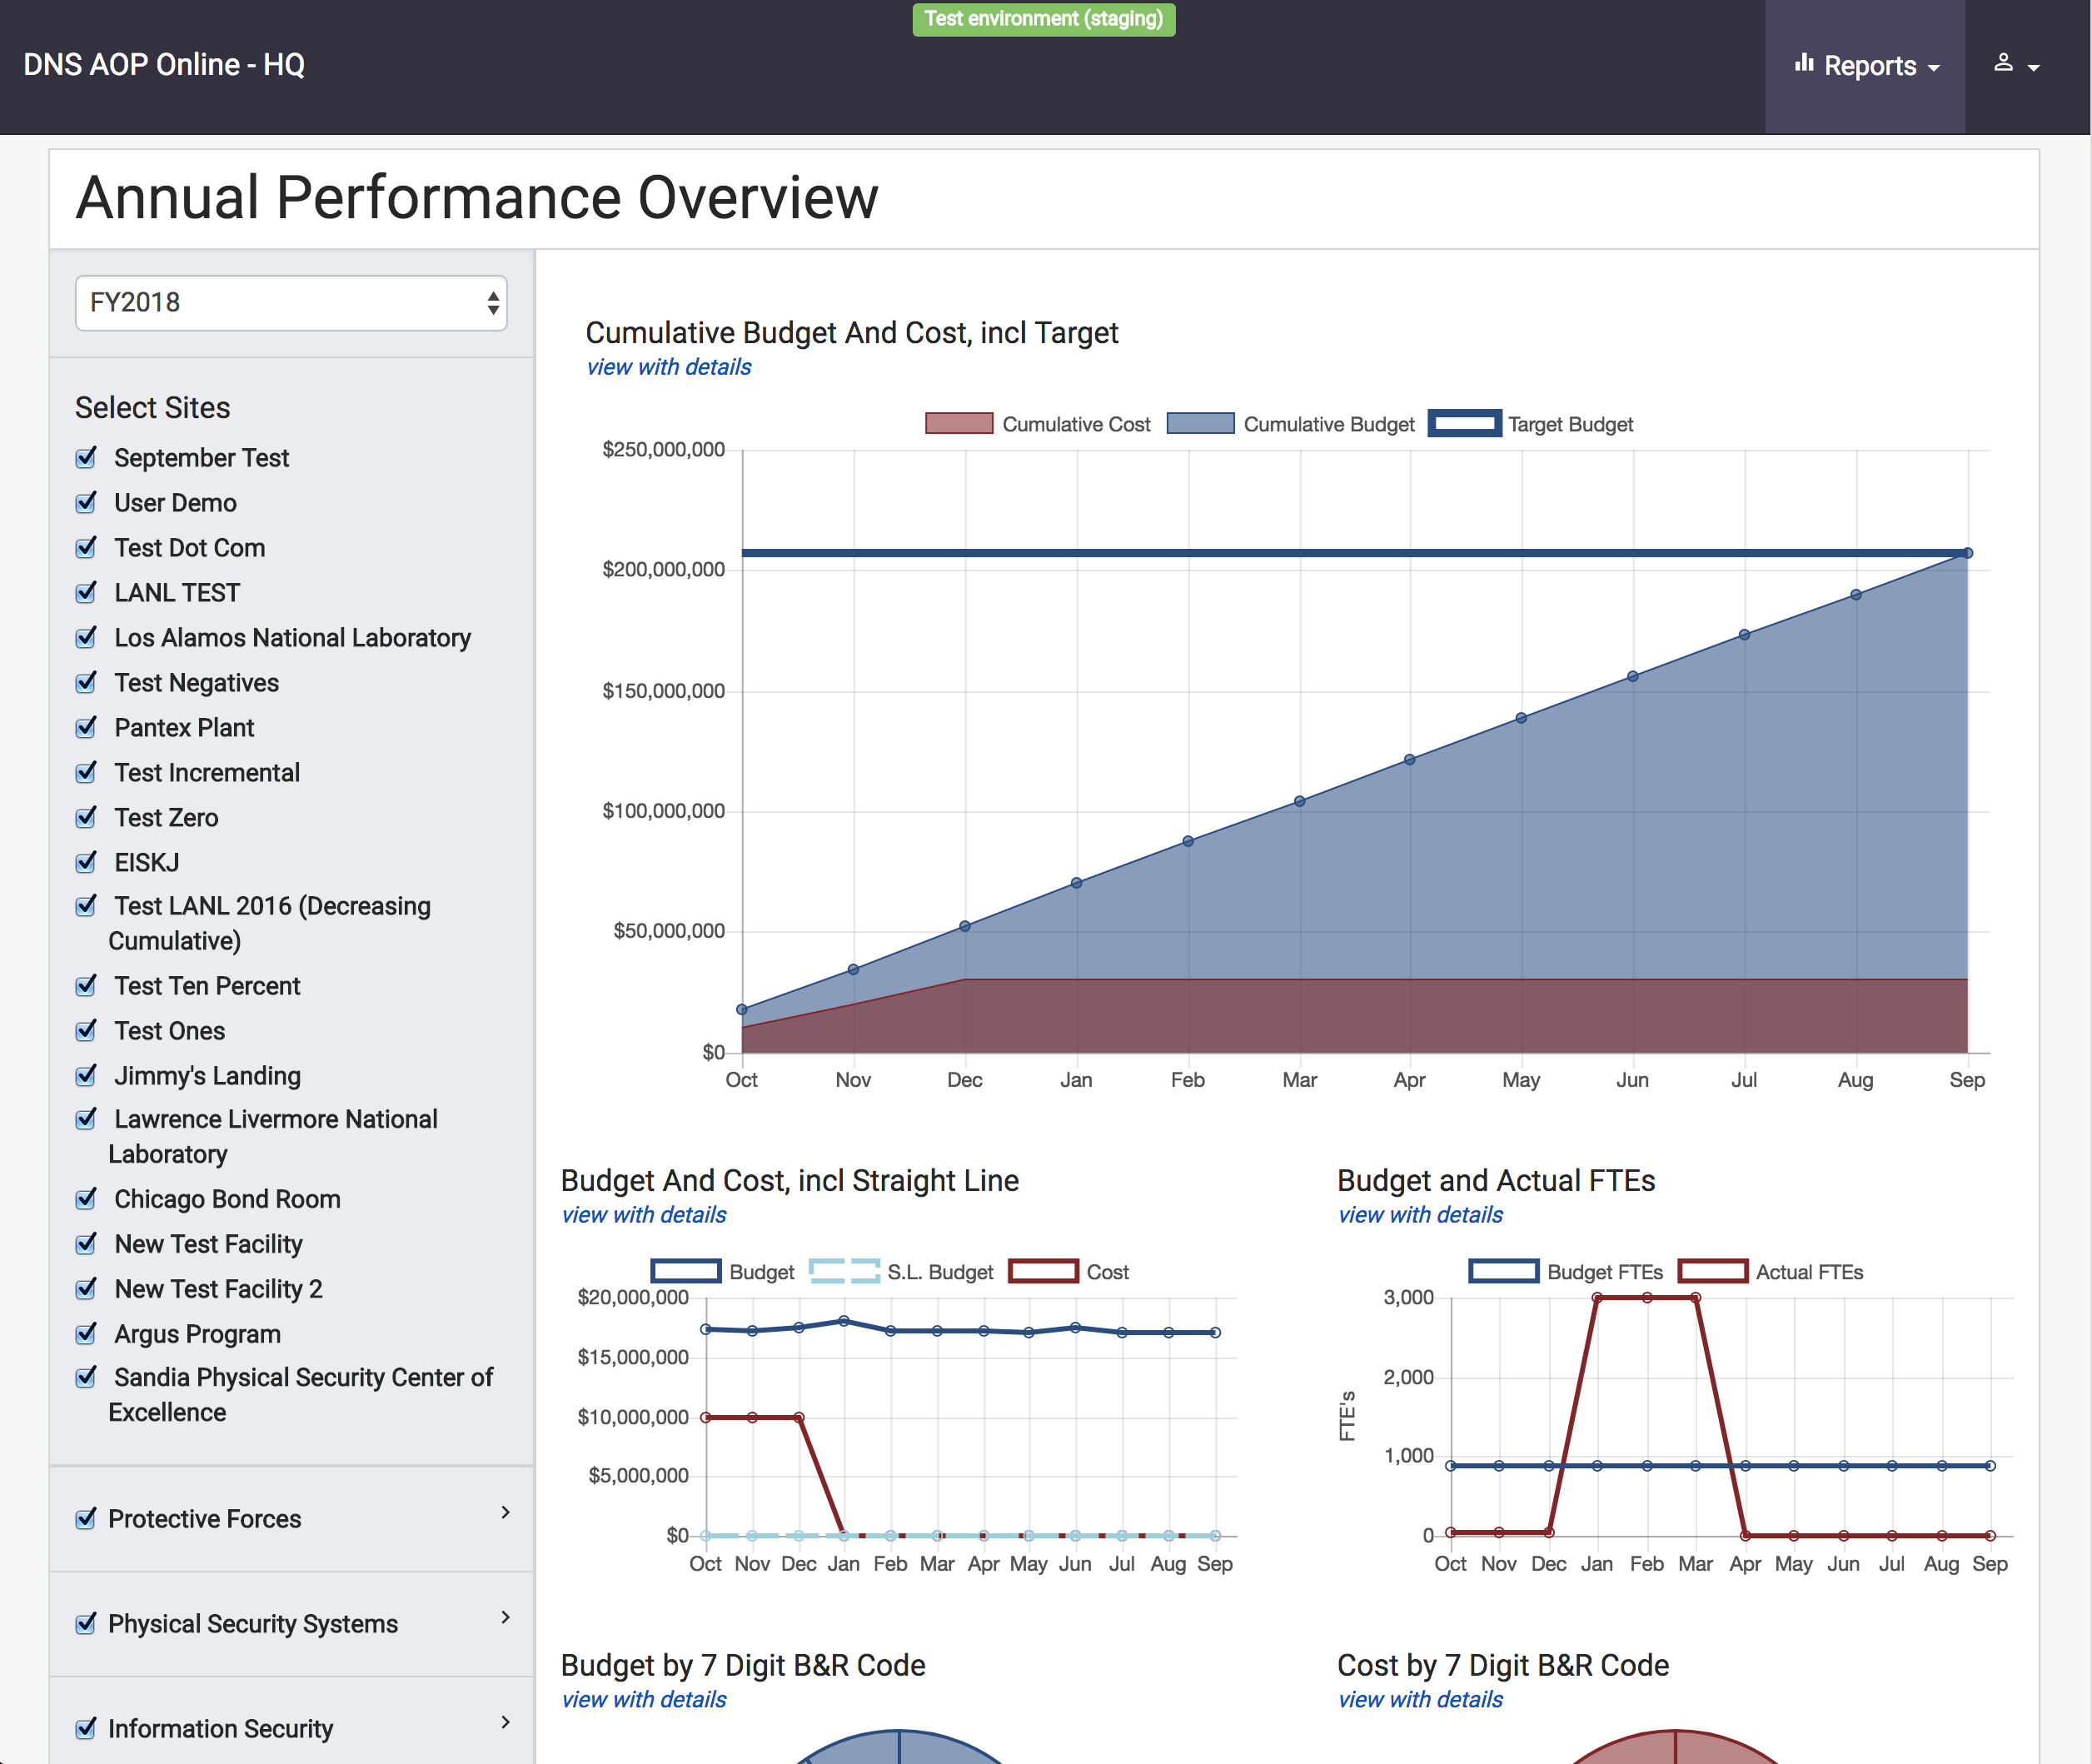 Test environment (staging)
DNS AOP Online - HQ
Reports
Annual Performance Overview
FY2018
Select Sites
September Test
User Demo
Test Dot Com
LANL TEST
Los Alamos National Laboratory
Test Negatives
Pantex Plant
Test Incremental
Test Zero
EISKJ
Test LANL 2016 (Decreasing
Cumulative)
Test Ten Percent
Test Ones
Jimmy's Landing
Lawrence Livermore National
Laboratory
Chicago Bond Room
New Test Facility
New Test Facility 2
Argus Program
Sandia Physical Security Center of
Excellence
Protective Forces
Physical Security Systems
Information Security
Cumulative Budget And Cost, incl Target
view with details
Cumulative Cost Cumulative Budget Target Budget
$250,000,000
$200,000,000
$150,000,000
$100,000,000
$50,000,000
$0
Oct Nov Dec Jan Feb Mar Apr May Jun Jul Aug Sep
Budget And Cost, incl Straight Line
view with details
Budget S.L. Budget Cost
$20,000,000
$15,000,000
$10,000,000
$5,000,000
$0
Oct Nov Dec Jan Feb Mar Apr May Jun Jul Aug Sep
Budget and Actual FTEs
view with details
Budget FTEs Actual FTEs
FTE's
3,000
2,000
1,000
0
Oct Nov Dec Jan Feb Mar Apr May Jun Jul Aug Sep
Budget by 7 Digit B&R Code
view with details
Cost by 7 Digit B&R Code
view with details